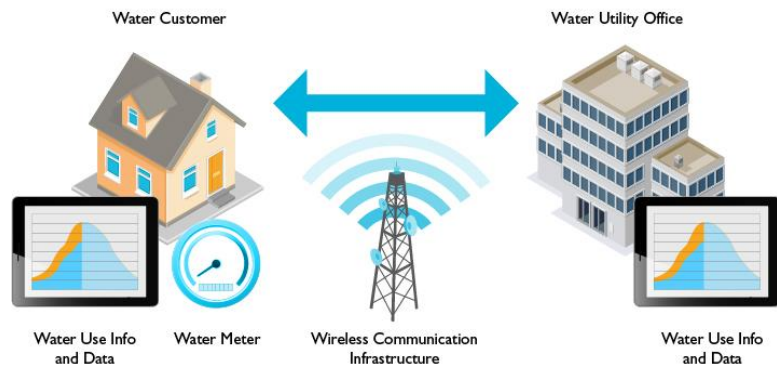 Water Customer
Water Utility Office
Water Use Info
and Data
Water Meter
Wireless Communication
Infrastructure
Water Use Info
and Data